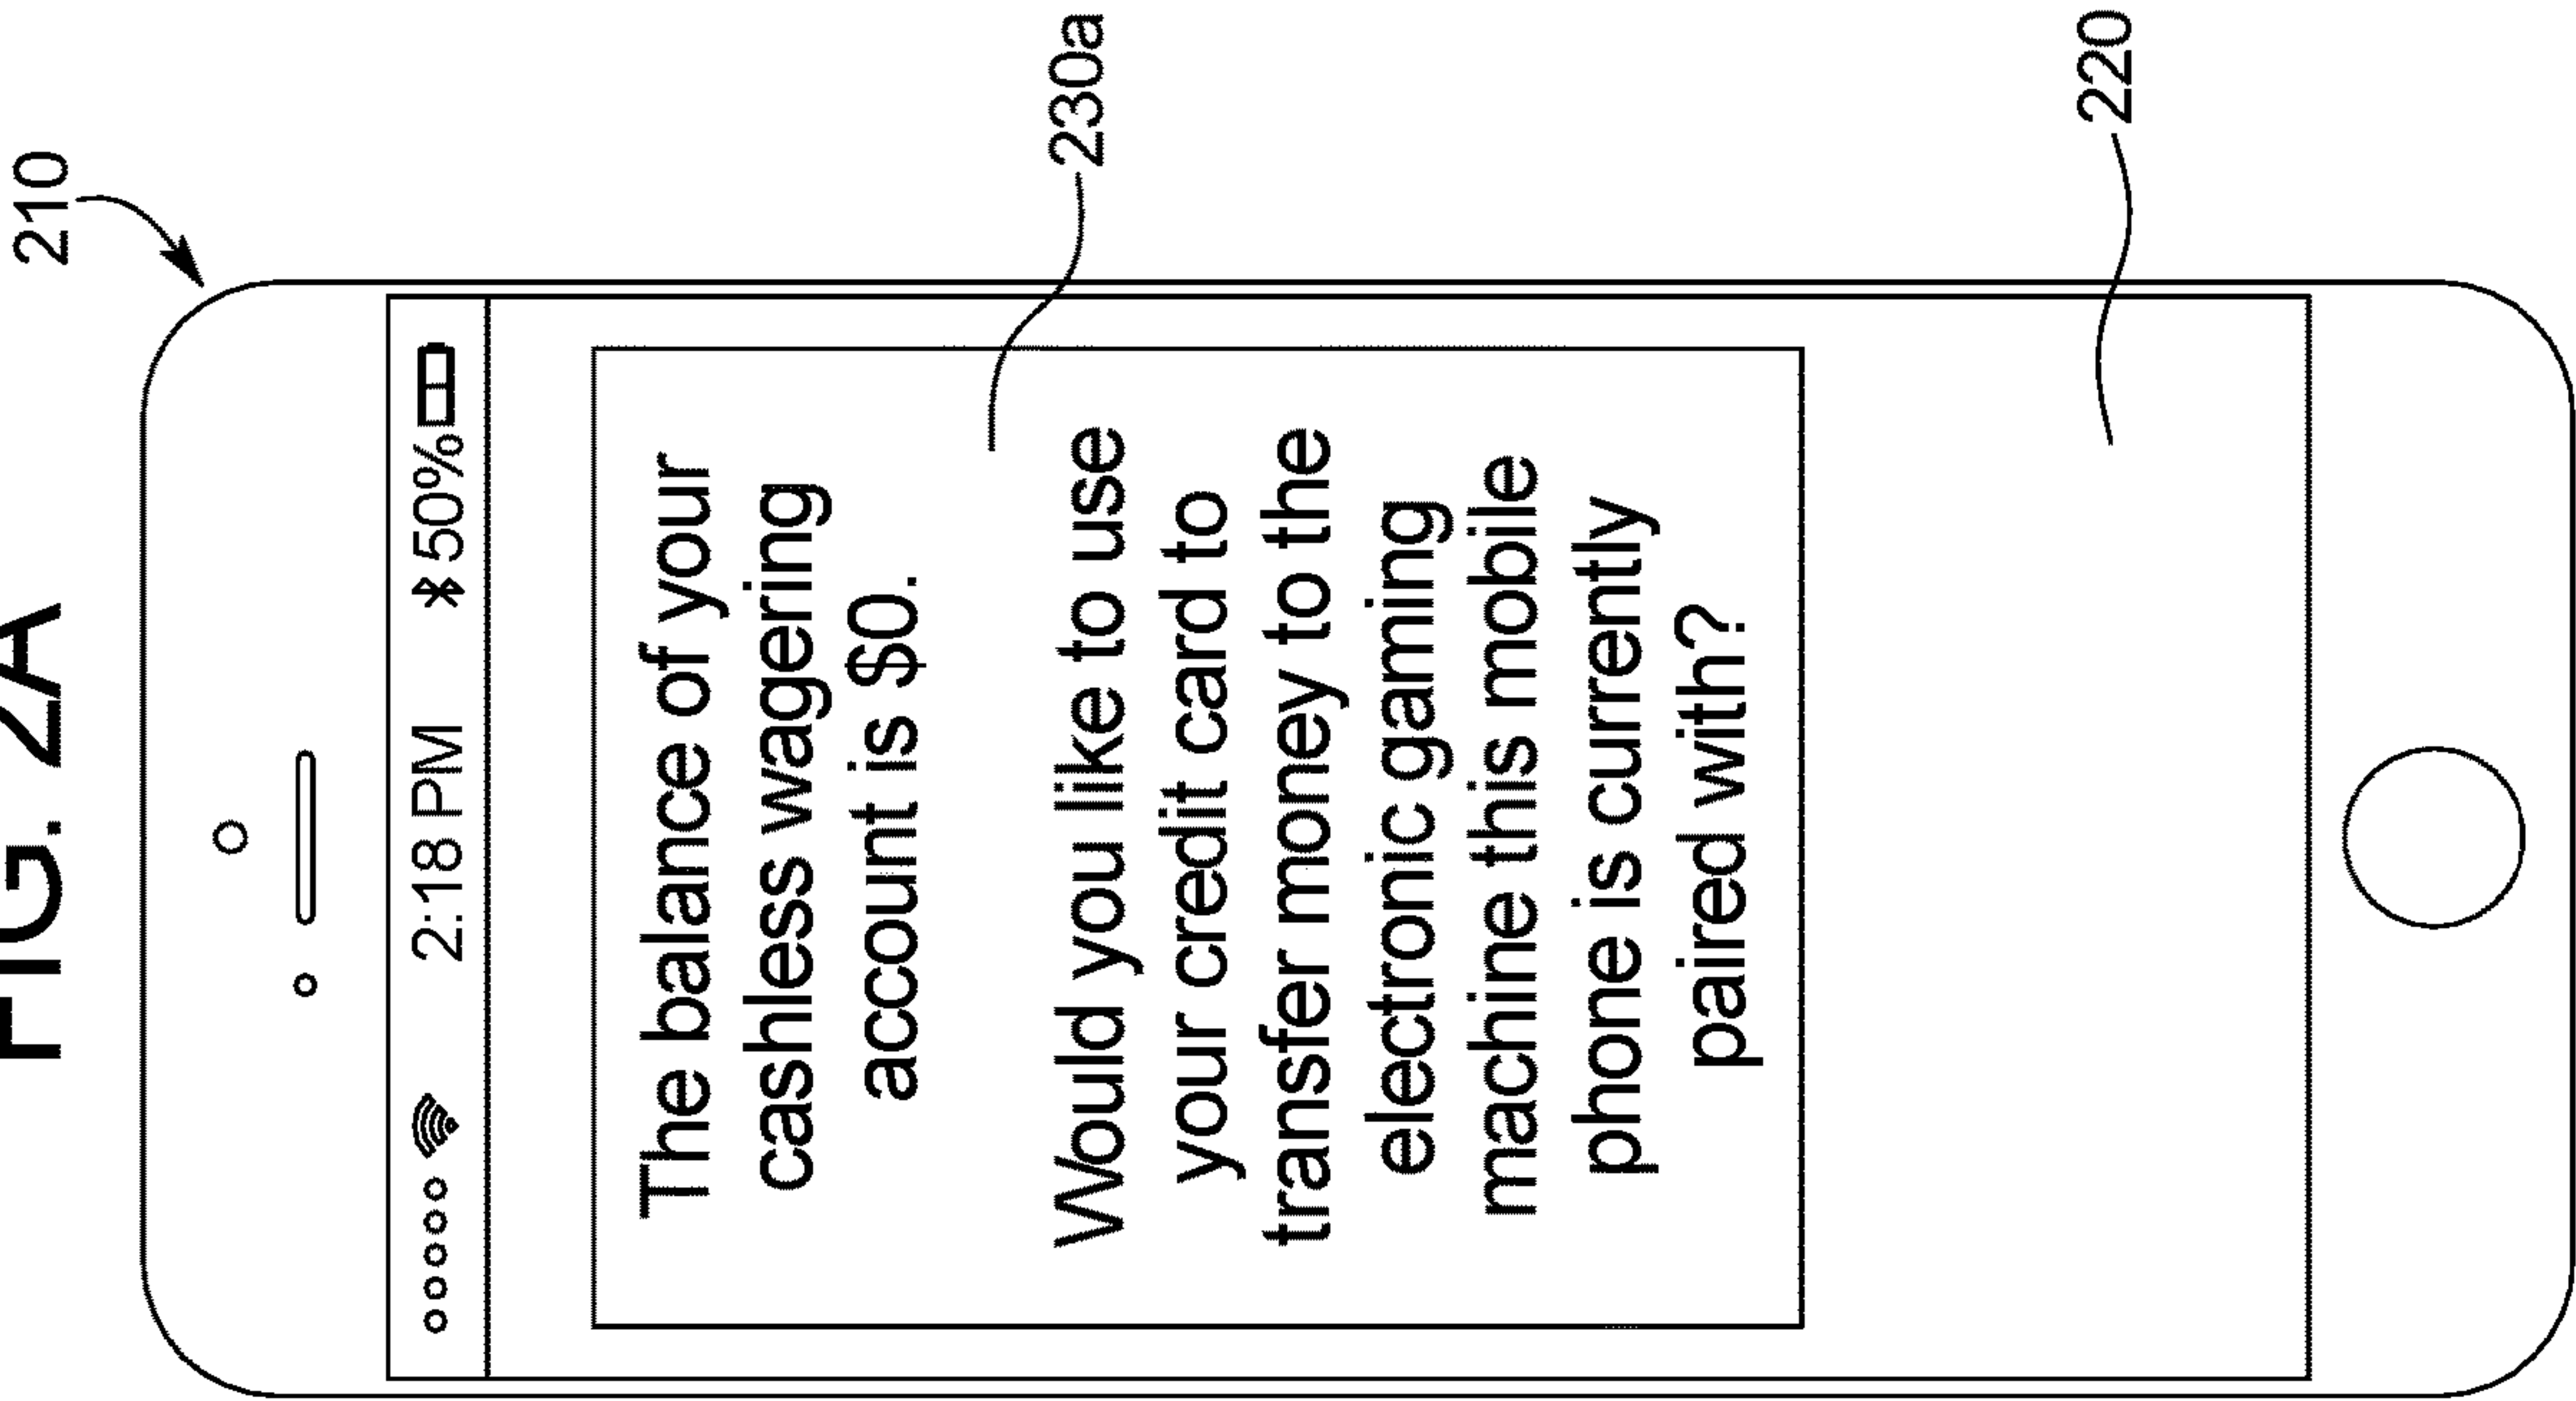 FIG. 2A
210
2:18 PM 50%
The balance of your
cashless wagering
account is $0.
230a
Would you like to use
your credit card to
transfer money to the
electronic gaming
machine this mobile
phone is currently
paired with?
220